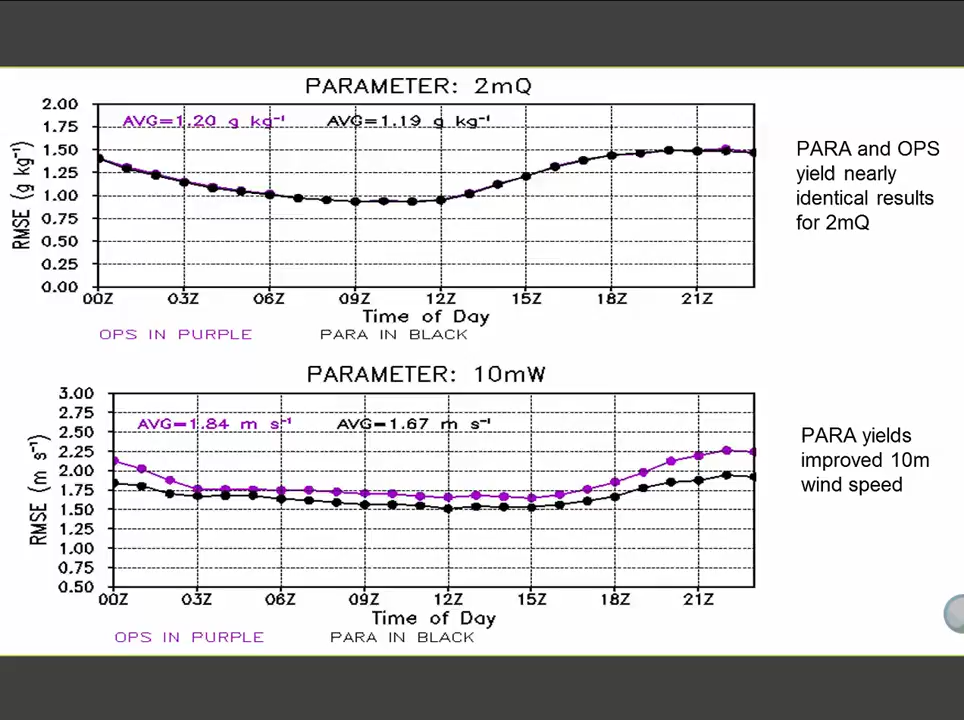 PARAMETER: 2mQ
AVG=1.20 g kg⁻¹ AVG=1.19 g kg⁻¹
RMSE (g kg⁻¹)
2.00
1.75
1.50
1.25
1.00
0.75
0.50
0.25
0.00
00Z 03Z 06Z 09Z 12Z 15Z 18Z 21Z
Time of Day
OPS IN PURPLE PARA IN BLACK
PARA and OPS
yield nearly
identical results
for 2mQ
PARAMETER: 10mW
AVG=1.84 m s⁻¹ AVG=1.67 m s⁻¹
RMSE (m s⁻¹)
3.00
2.75
2.50
2.25
2.00
1.75
1.50
1.25
1.00
0.75
0.50
00Z 03Z 06Z 09Z 12Z 15Z 18Z 21Z
Time of Day
OPS IN PURPLE PARA IN BLACK
PARA yields
improved 10m
wind speed